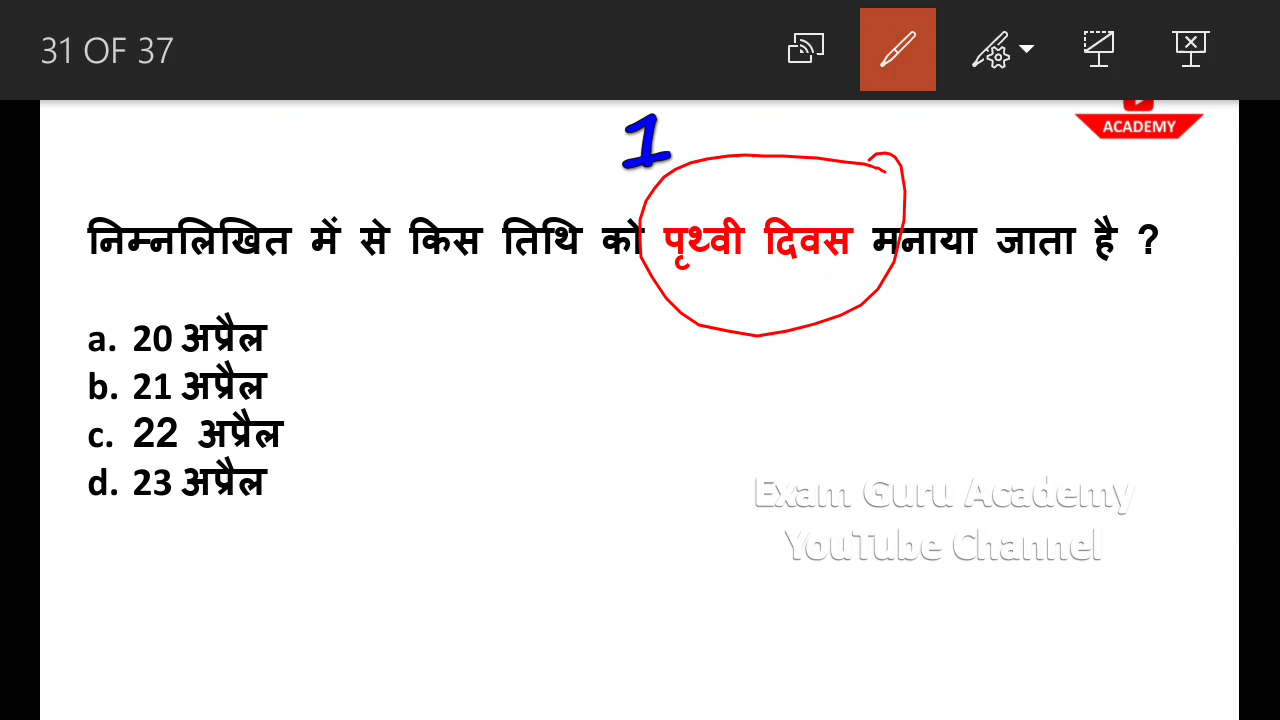 31 OF 37
ACADEMY
1
निम्नलिखित में से किस तिथि को पृथ्वी दिवस मनाया जाता है ?
a. 20 अप्रैल
b. 21 अप्रैल
c. 22 अप्रैल
d. 23 अप्रैल
Exam Guru Academy
YouTube Channel